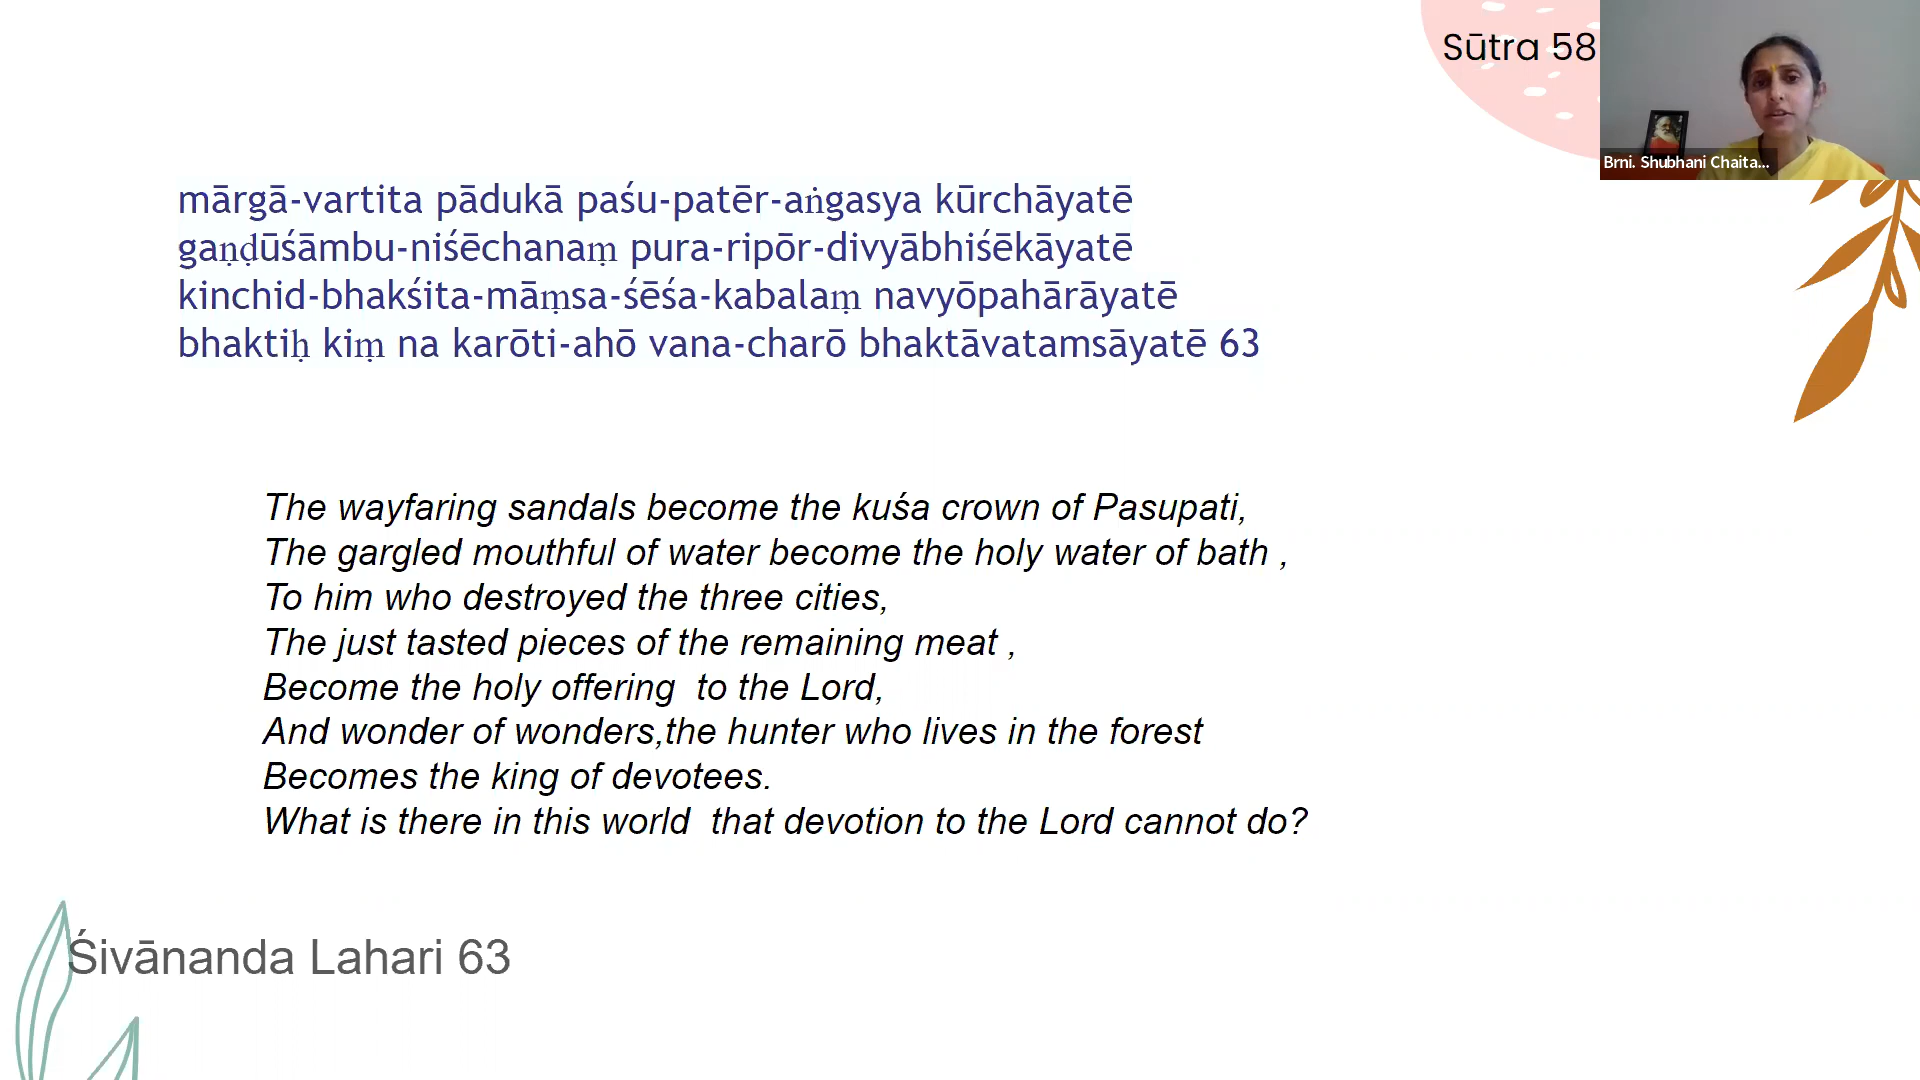 Sūtra 58
Brni. Shubhani Chaita...
mārgā-vartita pādukā paśu-patēr-aṅgasya kūrchāyatē
gaṇḍūśāmbu-niśēchanaṃ pura-ripōr-divyābhiśēkāyatē
kinchid-bhakśita-māṃsa-śēśa-kabalaṃ navyōpahārāyatē
bhaktiḥ kiṃ na karōti-ahō vana-charō bhaktāvatamsāyatē 63
The wayfaring sandals become the kuśa crown of Pasupati,
The gargled mouthful of water become the holy water of bath ,
To him who destroyed the three cities,
The just tasted pieces of the remaining meat ,
Become the holy offering  to the Lord,
And wonder of wonders,the hunter who lives in the forest
Becomes the king of devotees.
What is there in this world  that devotion to the Lord cannot do?
Śivānanda Lahari 63